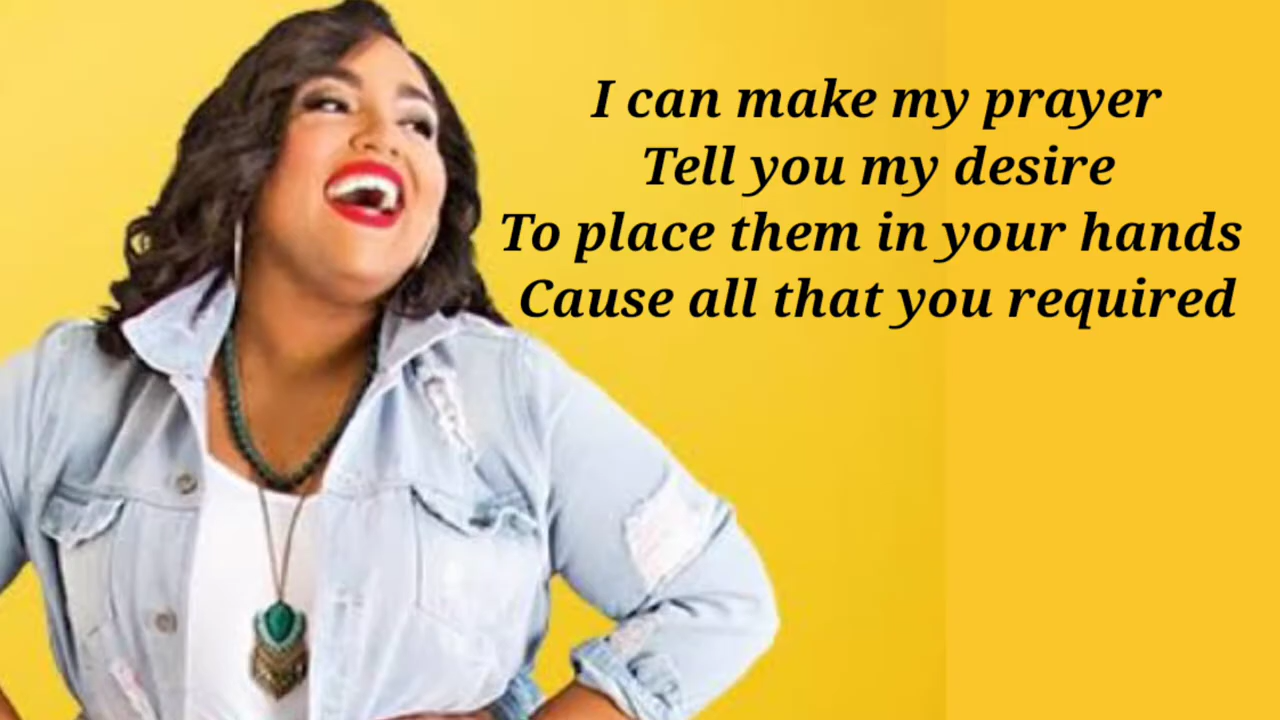 I can make my prayer
Tell you my desire
To place them in your hands
Cause all that you required